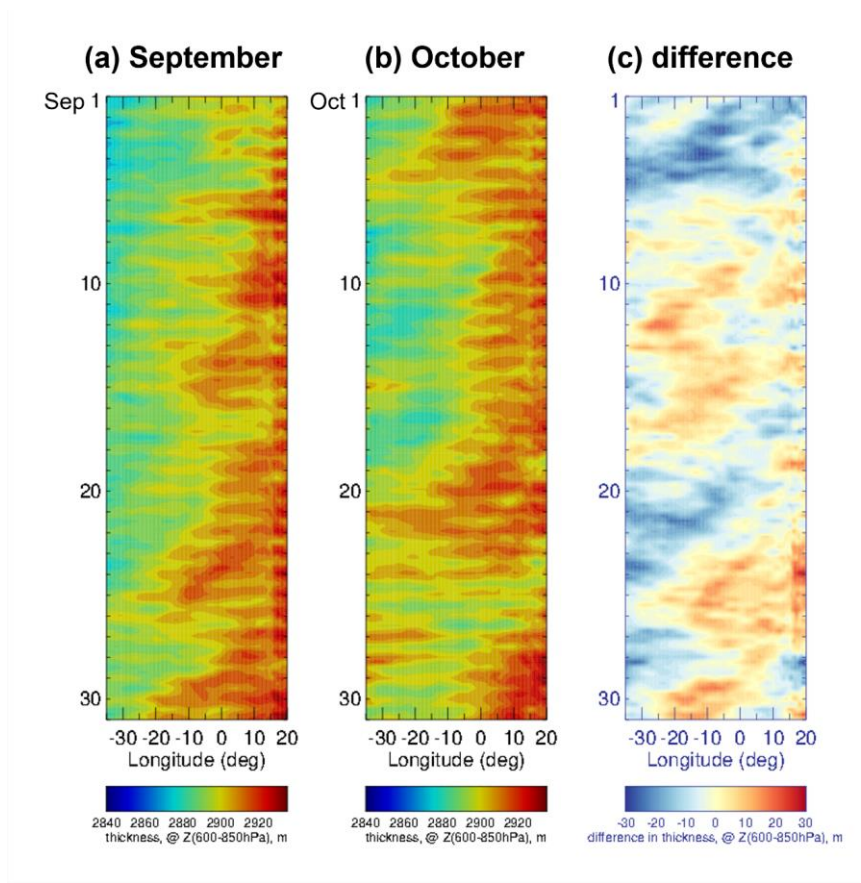 (a) September (b) October (c) difference
Sep 1 Oct 1 1
10 10 10
20 20 20
30 30 30
-30 -20 -10 0 10 20 -30 -20 -10 0 10 20 -30 -20 -10 0 10 20
Longitude (deg) Longitude (deg) Longitude (deg)
2840 2860 2880 2900 2920 2840 2860 2880 2900 2920 -30 -20 -10 0 10 20 30
thickness, @ Z(600-850hPa), m thickness, @ Z(600-850hPa), m difference in thickness, @ Z(600-850hPa), m